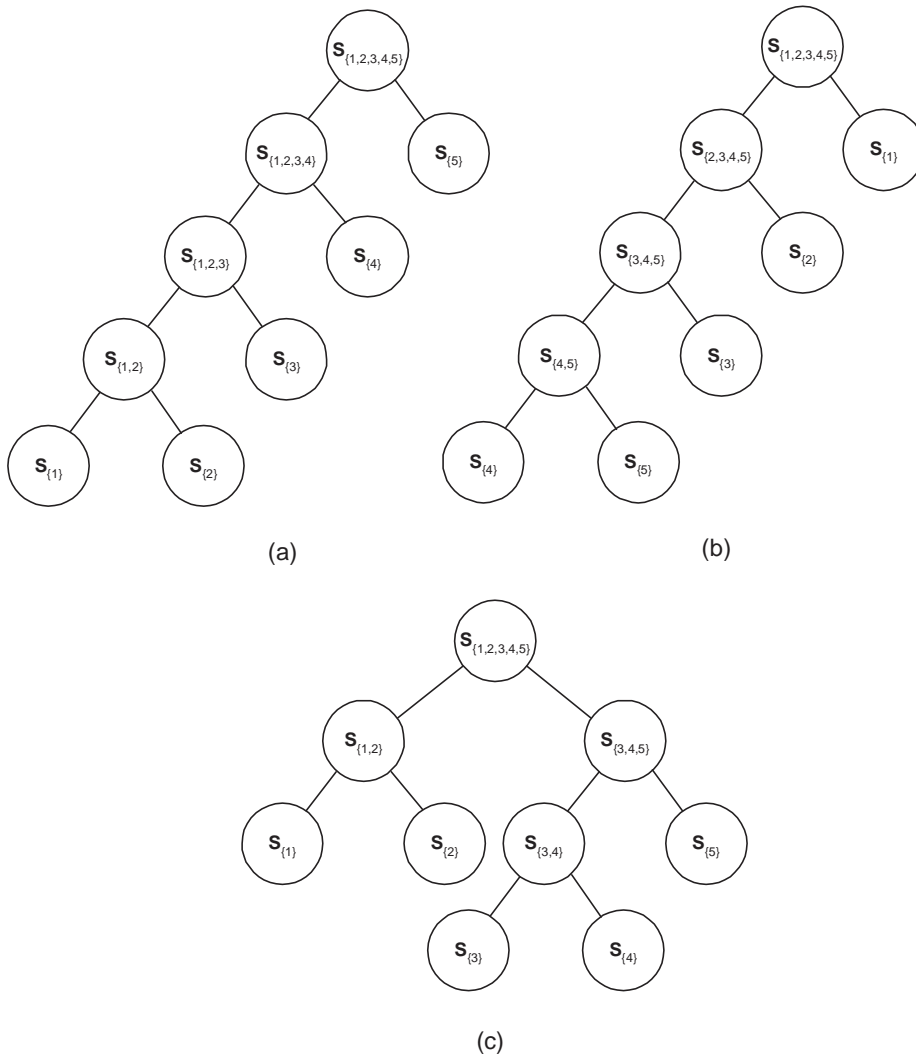 S{1,2,3,4,5}
S{1,2,3,4}
S{5}
S{1,2,3}
S{4}
S{1,2}
S{3}
S{1}
S{2}
(a)
S{1,2,3,4,5}
S{2,3,4,5}
S{1}
S{3,4,5}
S{2}
S{4,5}
S{3}
S{4}
S{5}
(b)
S{1,2,3,4,5}
S{1,2}
S{3,4,5}
S{1}
S{2}
S{3,4}
S{5}
S{3}
S{4}
(c)